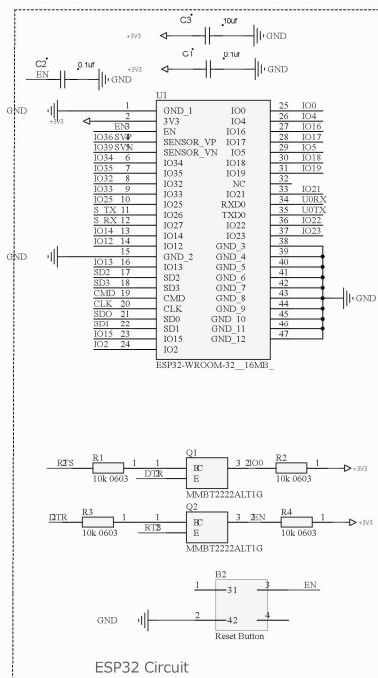 C3 10uf
+3V3 GND
C2 0.1uf C1 0.1uf
EN GND +3V3 GND
U1
GND 1 GND_1 IO0 25 IO0
+3V3 2 3V3 IO4 26 IO4
EN 3 EN IO16 27 IO16
IO36 SVP 4 SENSOR_VP IO17 28 IO17
IO39 SVN 5 SENSOR_VN IO5 29 IO5
IO34 6 IO34 IO18 30 IO18
IO35 7 IO35 IO19 31 IO19
IO32 8 IO32 NC 32
IO33 9 IO33 IO21 33 IO21
IO25 10 IO25 RXD0 34 U0RX
S_TX 11 IO26 TXD0 35 U0TX
S_RX 12 IO27 IO22 36 IO22
IO14 13 IO14 IO23 37 IO23
IO12 14 IO12 GND_3 38
GND 15 GND_2 GND_4 39
IO13 16 IO13 GND_5 40
SD2 17 SD2 GND_6 41
SD3 18 SD3 GND_7 42
CMD 19 CMD GND_8 43 GND
CLK 20 CLK GND_9 44
SDO 21 SD0 GND_10 45
SDI 22 SD1 GND_11 46
IO15 23 IO15 GND_12 47
IO2 24 IO2
ESP32-WROOM-32__16MB_
Q1
RTS 2 R1 1 1 BC 3 2 IO0 R2 1 +3V3
10k 0603 DTR 2 E 10k 0603
MMBT2222ALT1G
Q2
DTR 2 R3 1 1 BC 3 2 EN R4 1 +3V3
10k 0603 RTS 2 E 10k 0603
MMBT2222ALT1G
B2
1 31 3 EN
GND 2 42 4
Reset Button
ESP32 Circuit